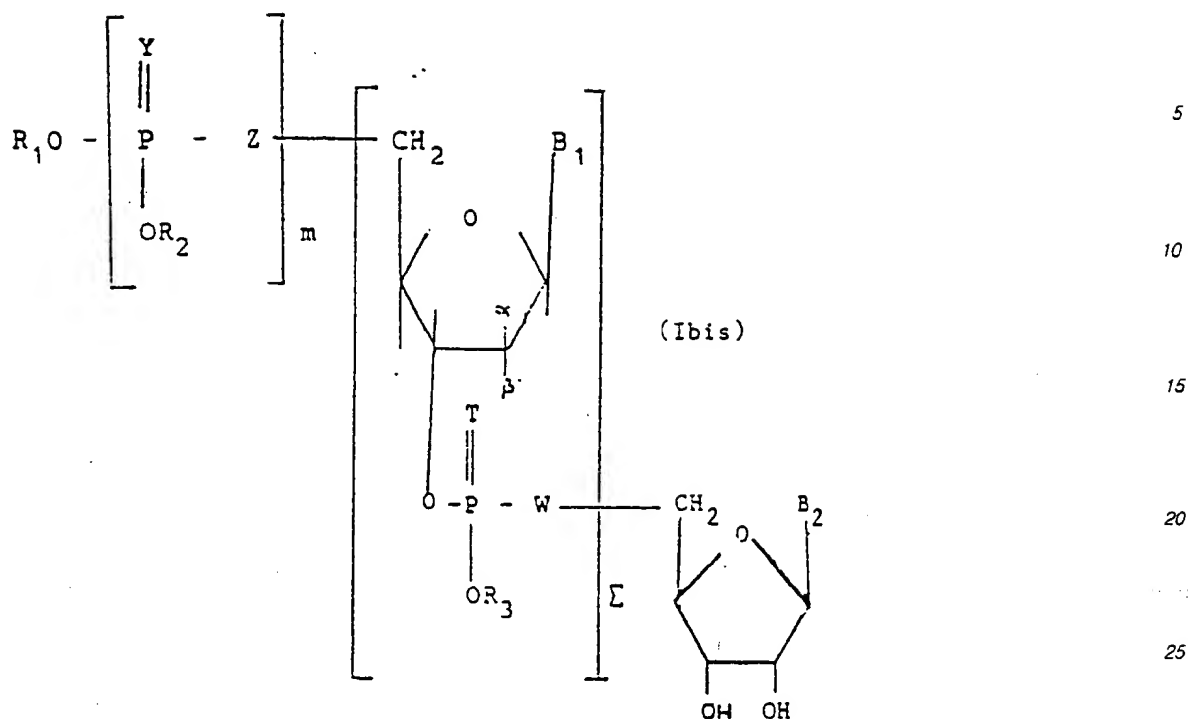 Y
R₁O - P - Z CH₂ B₁ 5
OR₂ m O 10
α
(Ibis)
β 15
T
O - P - W CH₂ B₂ 20
O
OR₃ Σ
25
OH OH